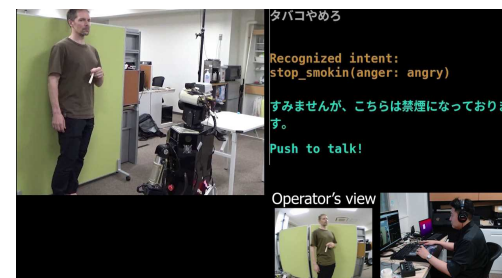 タバコやめろ
Recognized intent:
stop_smokin(anger: angry)
すみませんが、こちらは禁煙になっておりま
す。
Push to talk!
Operator's view